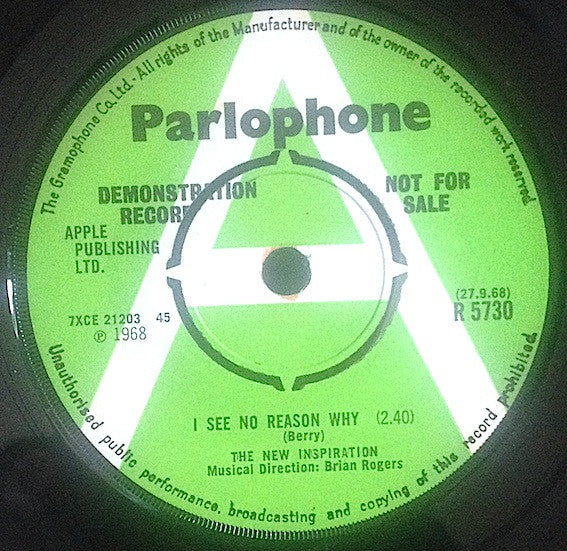 The Gramophone Co. Ltd. - All rights of the Manufacturer and of the owner of the recorded work reserved.
Parlophone
DEMONSTRATION
RECORD
NOT FOR
SALE
APPLE
PUBLISHING
LTD.
7XCE 21203 45
℗ 1968
(27.9.68)
R 5730
I SEE NO REASON WHY (2.40)
(Berry)
THE NEW INSPIRATION
Musical Direction: Brian Rogers
Unauthorised public performance, broadcasting and copying of this record prohibited.